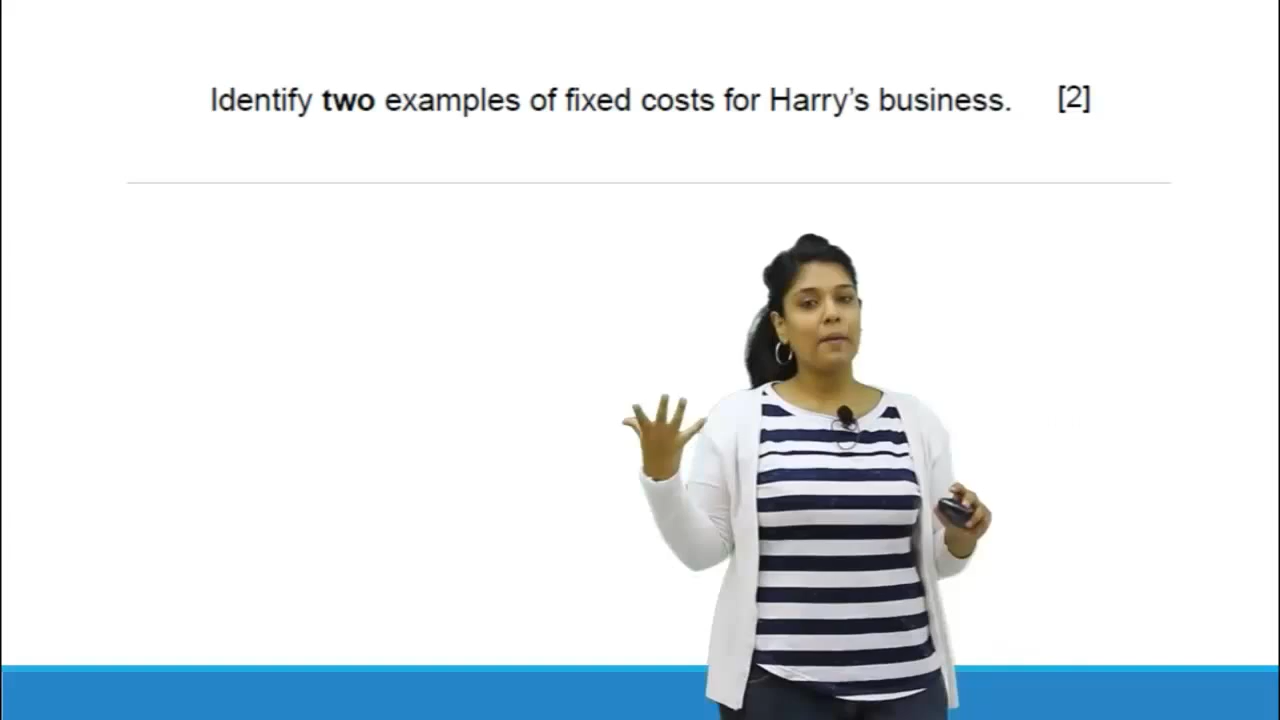 Identify two examples of fixed costs for Harry’s business. [2]